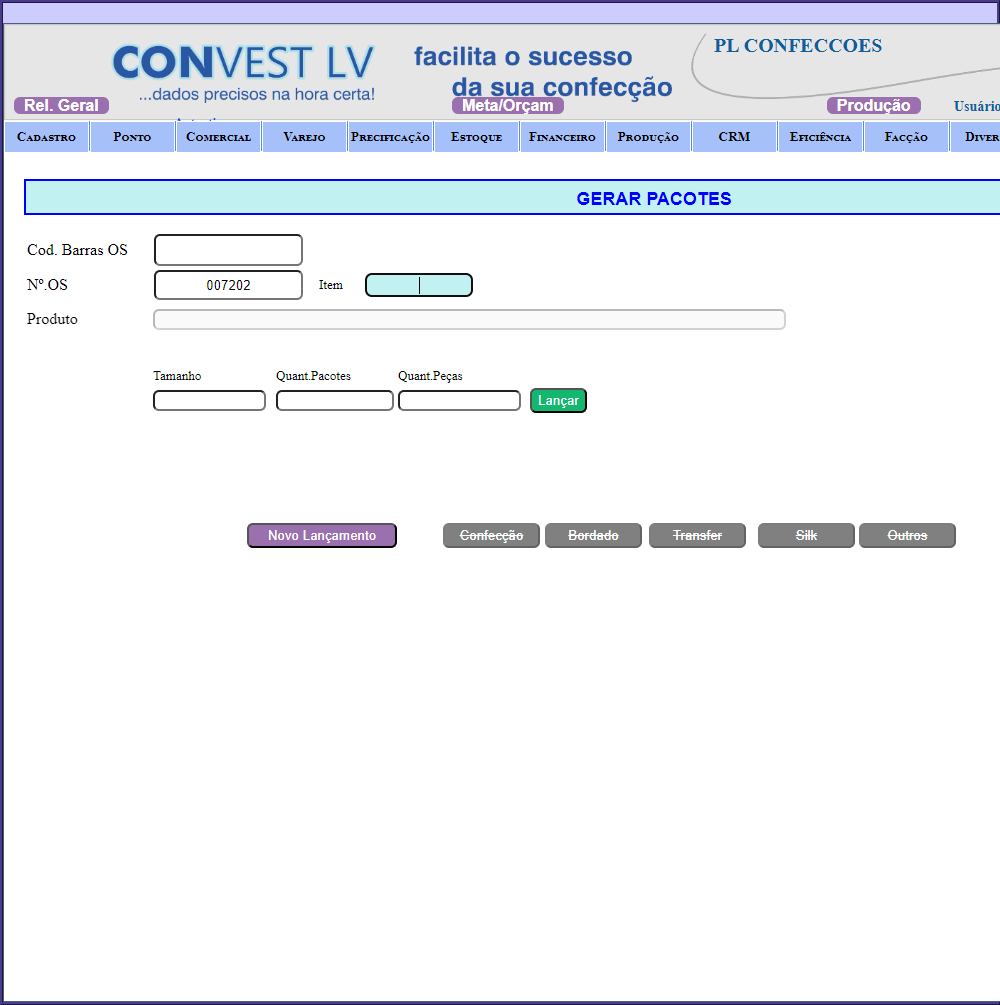 CONVEST LV
...dados precisos na hora certa!
facilita o sucesso
da sua confecção
PL CONFECCOES
Rel. Geral
Meta/Orçam
Produção
Usuário
Cadastro Ponto Comercial Varejo Precificação Estoque Financeiro Produção CRM Eficiência Facção Diver
GERAR PACOTES
Cod. Barras OS
Nº.OS 007202 Item
Produto
Tamanho Quant.Pacotes Quant.Peças
Lançar
Novo Lançamento Confecção Bordado Transfer Silk Outros